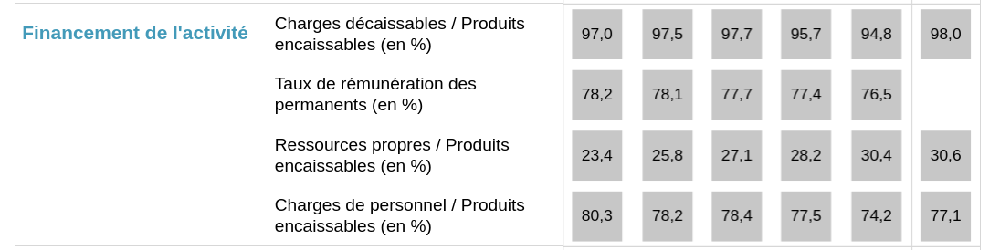 Financement de l'activité
Charges décaissables / Produits
encaissables (en %)
97,0 97,5 97,7 95,7 94,8 98,0
Taux de rémunération des
permanents (en %)
78,2 78,1 77,7 77,4 76,5
Ressources propres / Produits
encaissables (en %)
23,4 25,8 27,1 28,2 30,4 30,6
Charges de personnel / Produits
encaissables (en %)
80,3 78,2 78,4 77,5 74,2 77,1